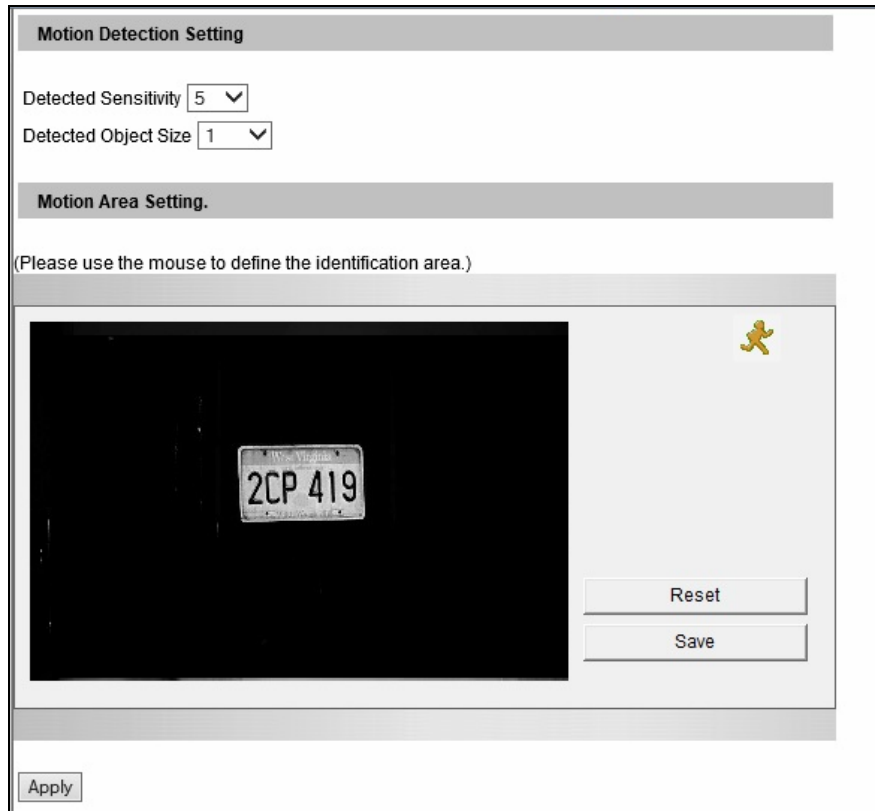 Motion Detection Setting
Detected Sensitivity 5
Detected Object Size 1
Motion Area Setting.
(Please use the mouse to define the identification area.)
West Virginia
2CP 419
Reset
Save
Apply